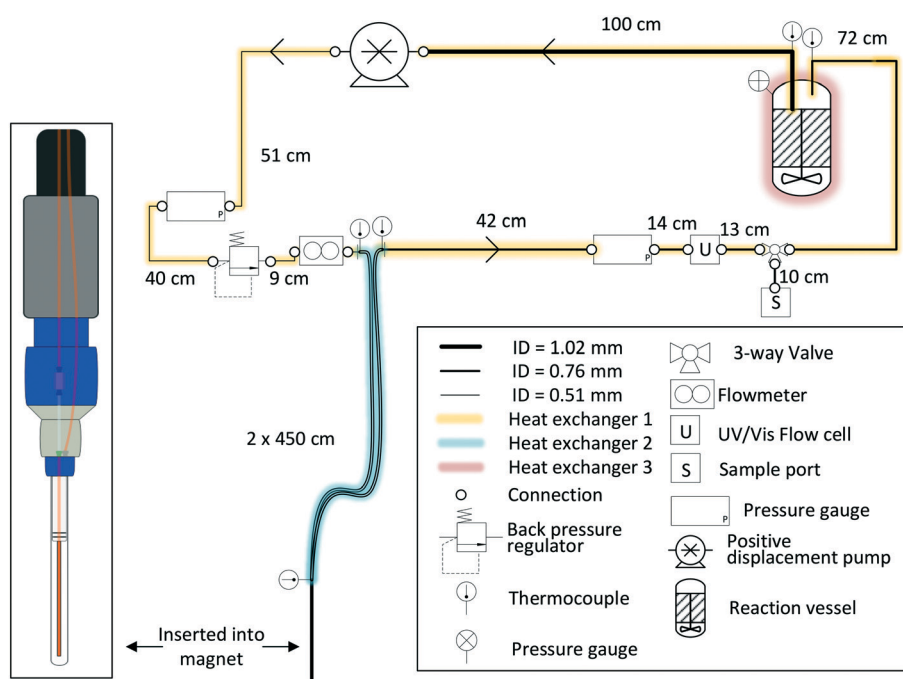 100 cm
72 cm
51 cm
P
40 cm
9 cm
42 cm
P
14 cm
U
13 cm
10 cm
S
2 x 450 cm
Inserted into
magnet
ID = 1.02 mm
ID = 0.76 mm
ID = 0.51 mm
Heat exchanger 1
Heat exchanger 2
Heat exchanger 3
Connection
Back pressure
regulator
Thermocouple
Pressure gauge
3-way Valve
Flowmeter
U
UV/Vis Flow cell
S
Sample port
P
Pressure gauge
Positive
displacement pump
Reaction vessel